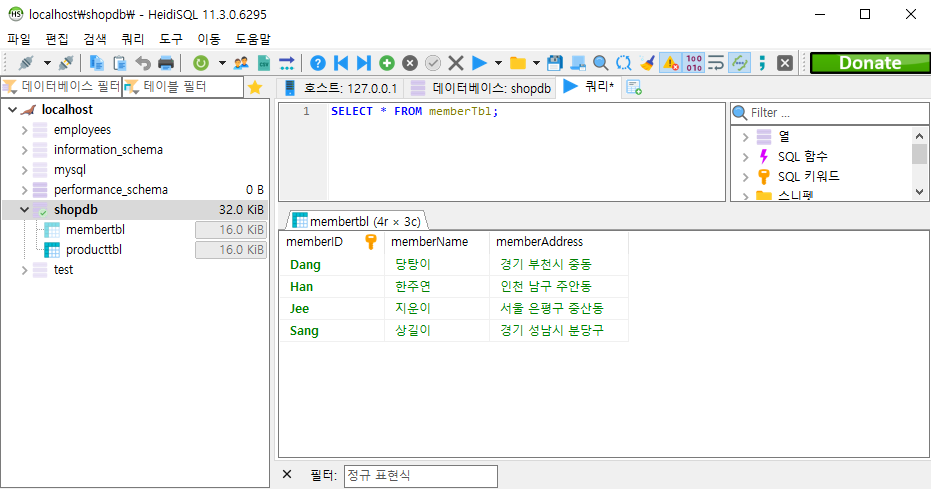 localhost₩shopdb₩ - HeidiSQL 11.3.0.6295
파일 편집 검색 쿼리 도구 이동 도움말
Donate
데이터베이스 필터 테이블 필터
호스트: 127.0.0.1 데이터베이스: shopdb 쿼리*
localhost
employees
information_schema
mysql
performance_schema 0 B
shopdb 32.0 KiB
membertbl 16.0 KiB
producttbl 16.0 KiB
test
1 SELECT * FROM memberTbl;
Filter ...
열
SQL 함수
SQL 키워드
스니펫
membertbl (4r × 3c)
memberID memberName memberAddress
Dang 당탕이 경기 부천시 중동
Han 한주연 인천 남구 주안동
Jee 지운이 서울 은평구 중산동
Sang 상길이 경기 성남시 분당구
필터: 정규 표현식